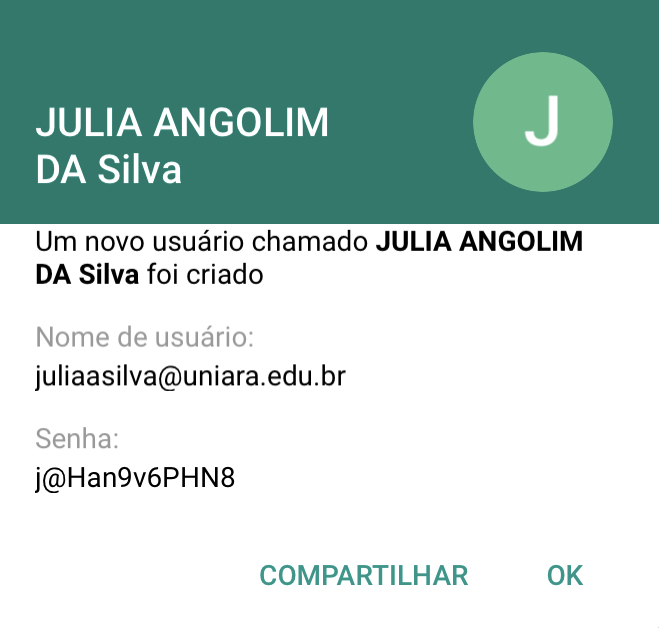 JULIA ANGOLIM
DA Silva
J
Um novo usuário chamado JULIA ANGOLIM
DA Silva foi criado
Nome de usuário:
juliaasilva@uniara.edu.br
Senha:
j@Han9v6PHN8
COMPARTILHAR OK